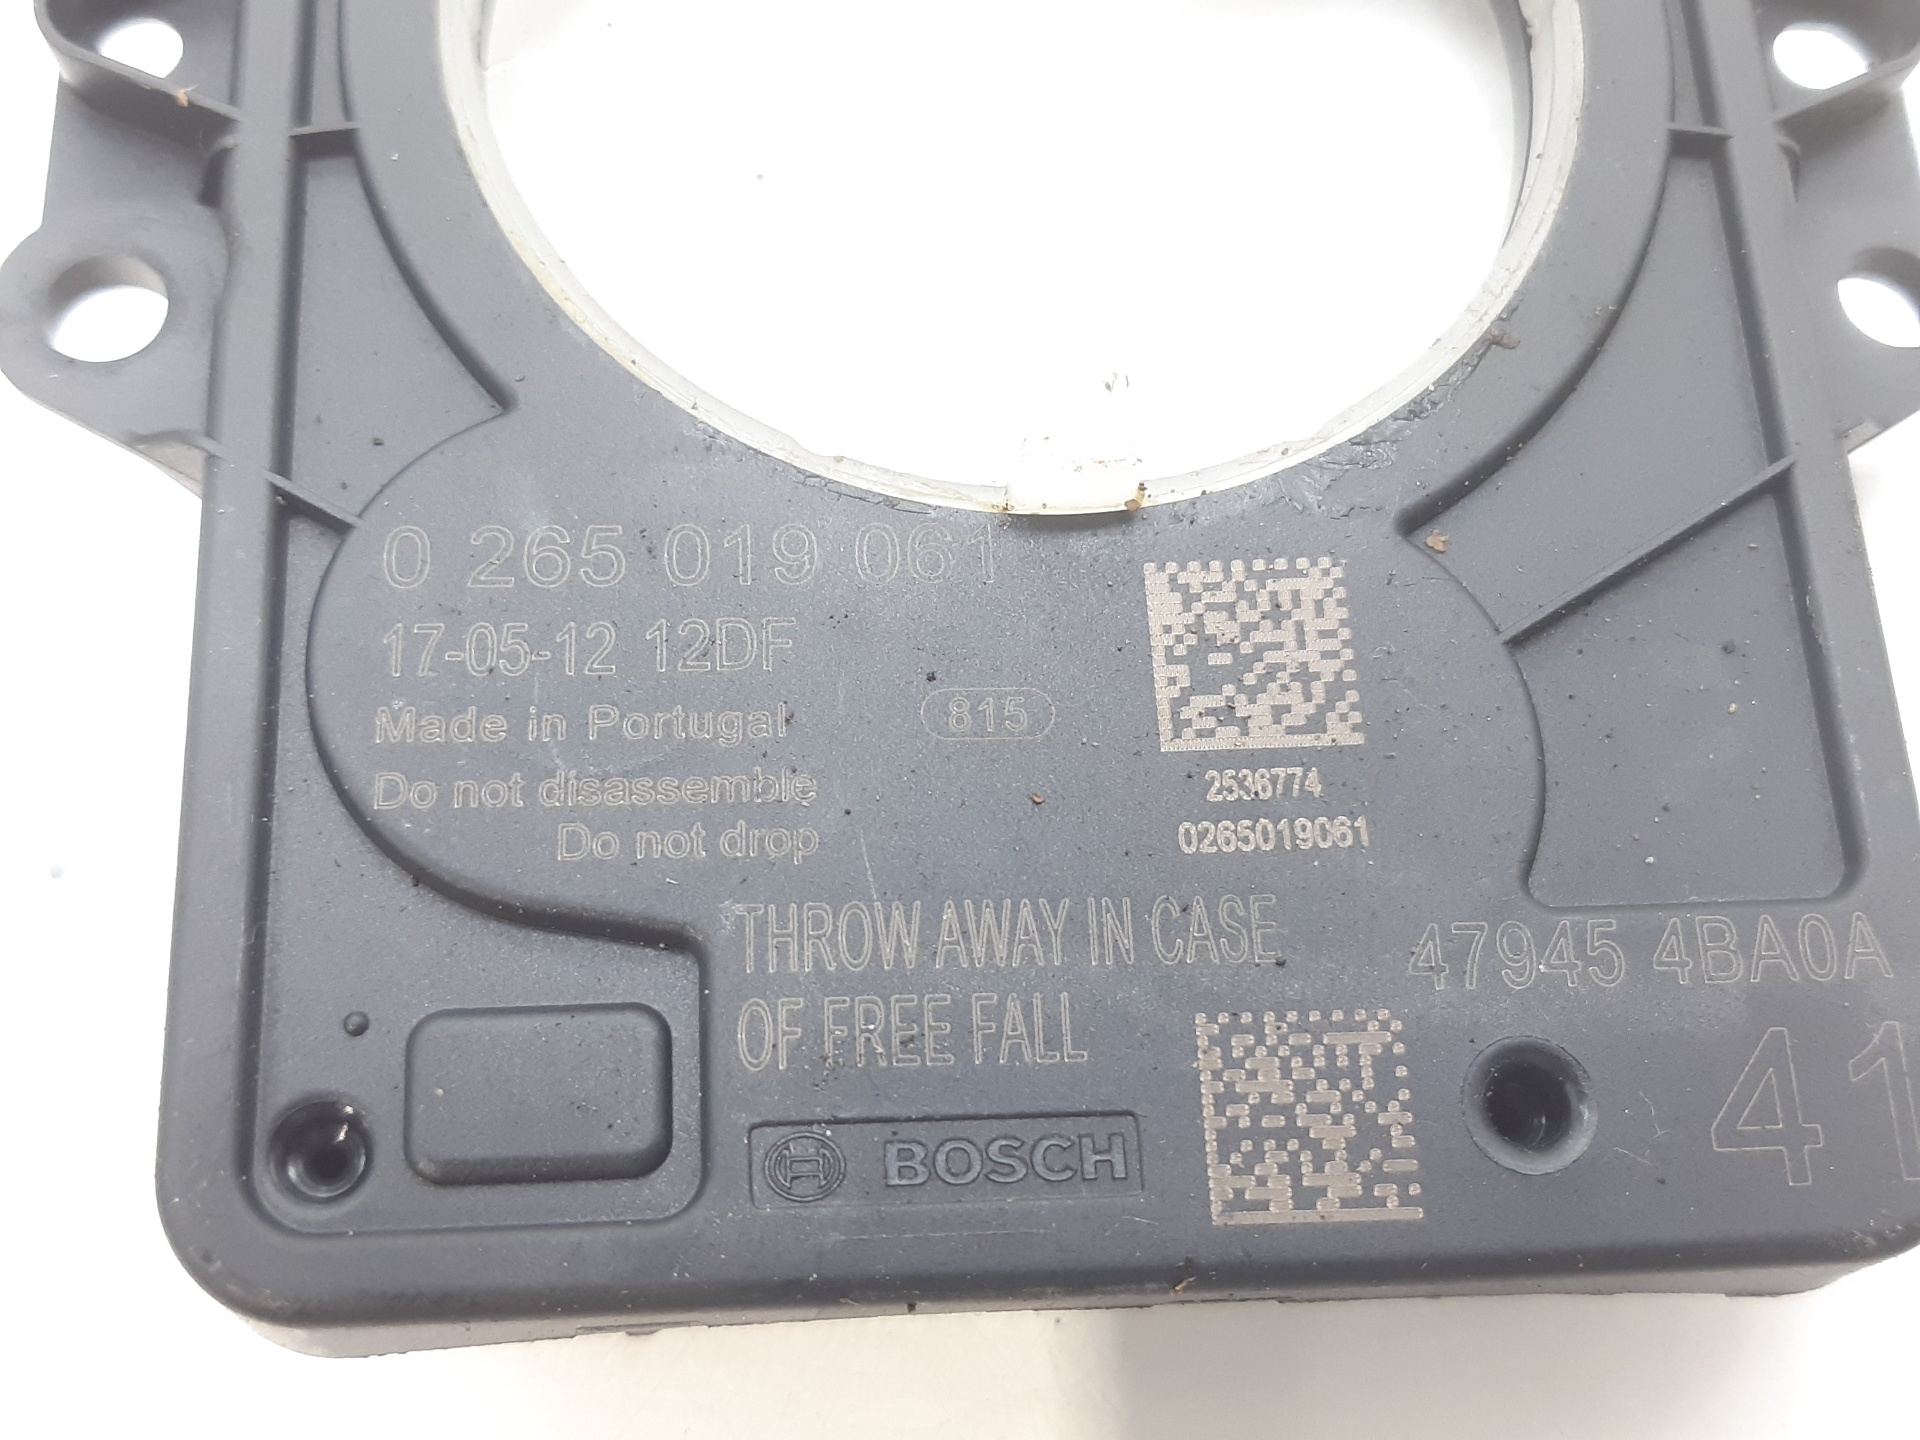 0 265 019 061
17-05-12 12DF
Made in Portugal
815
Do not disassemble
Do not drop
2536774
0265019061
THROW AWAY IN CASE
OF FREE FALL
47945 4BA0A
41
BOSCH